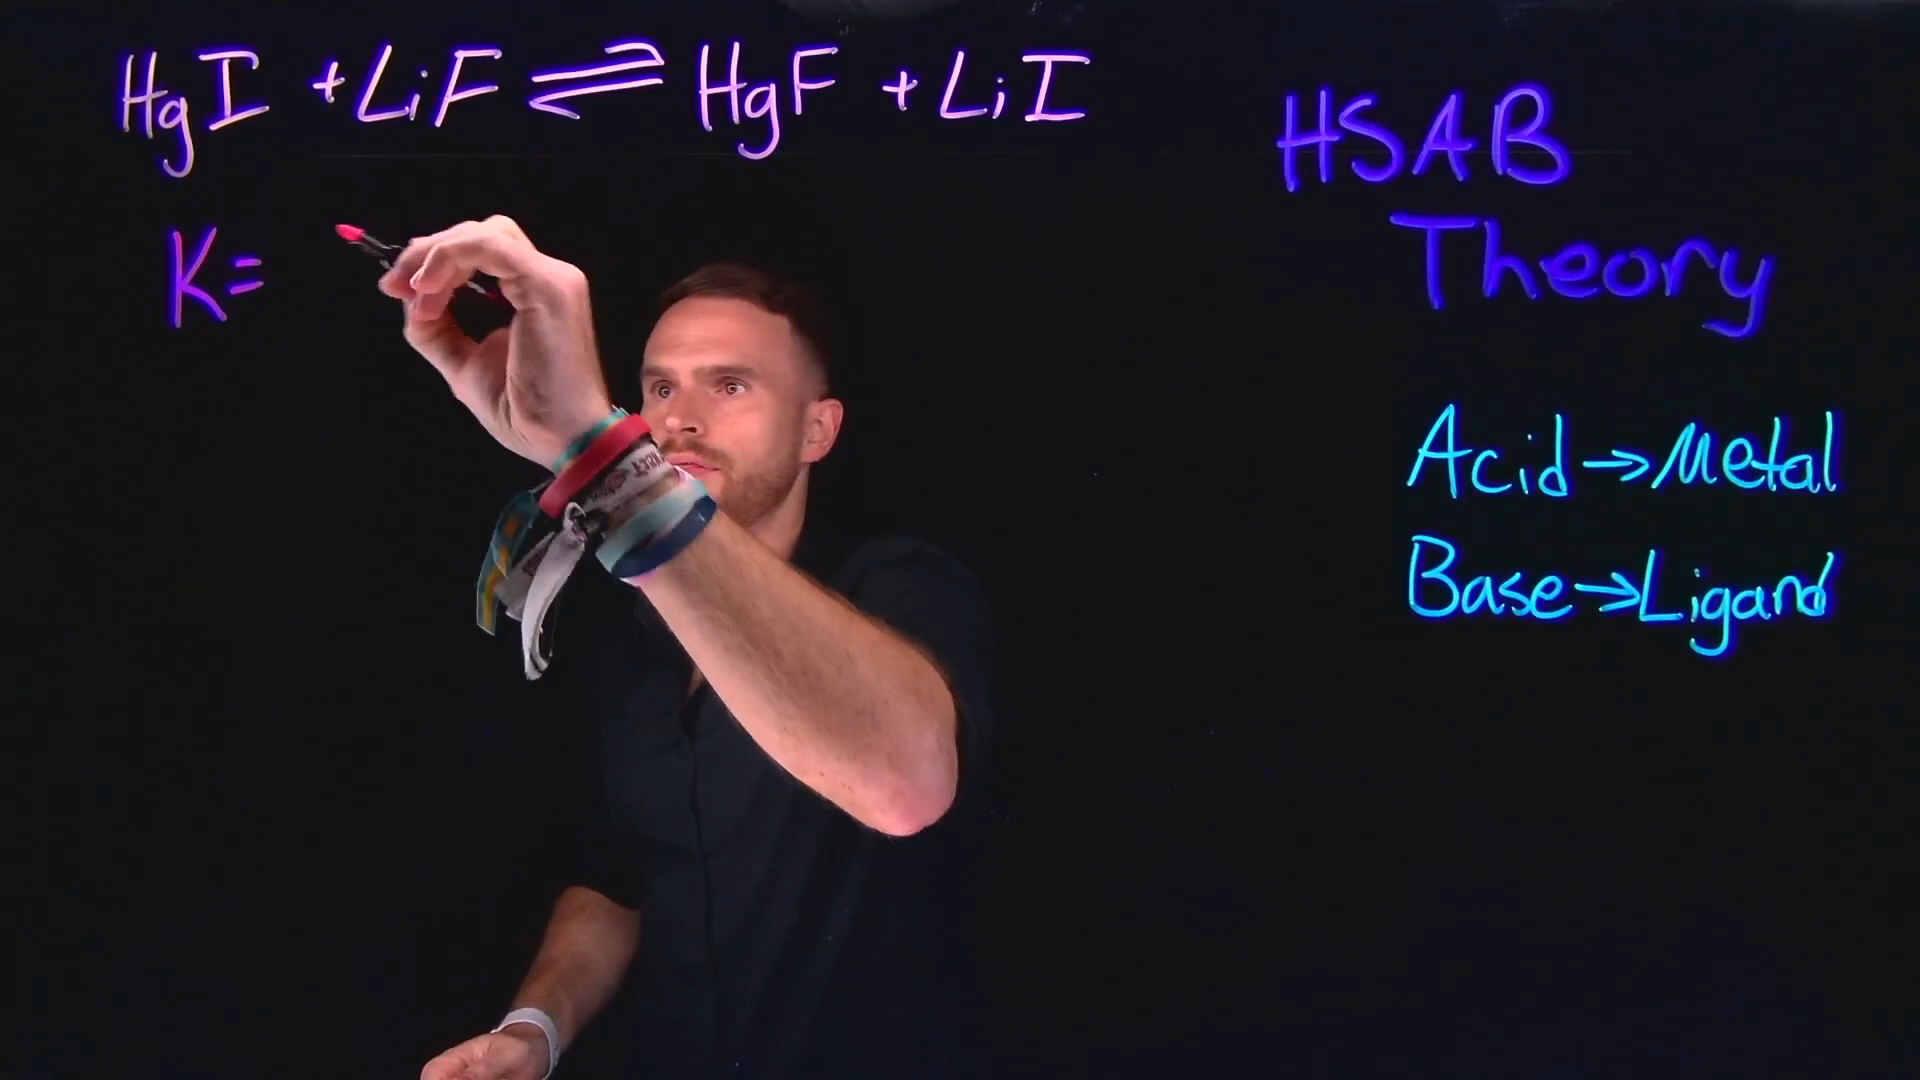 HgI + LiF ⇌ HgF + LiI
K=
HSAB
Theory
Acid → Metal
Base → Ligand